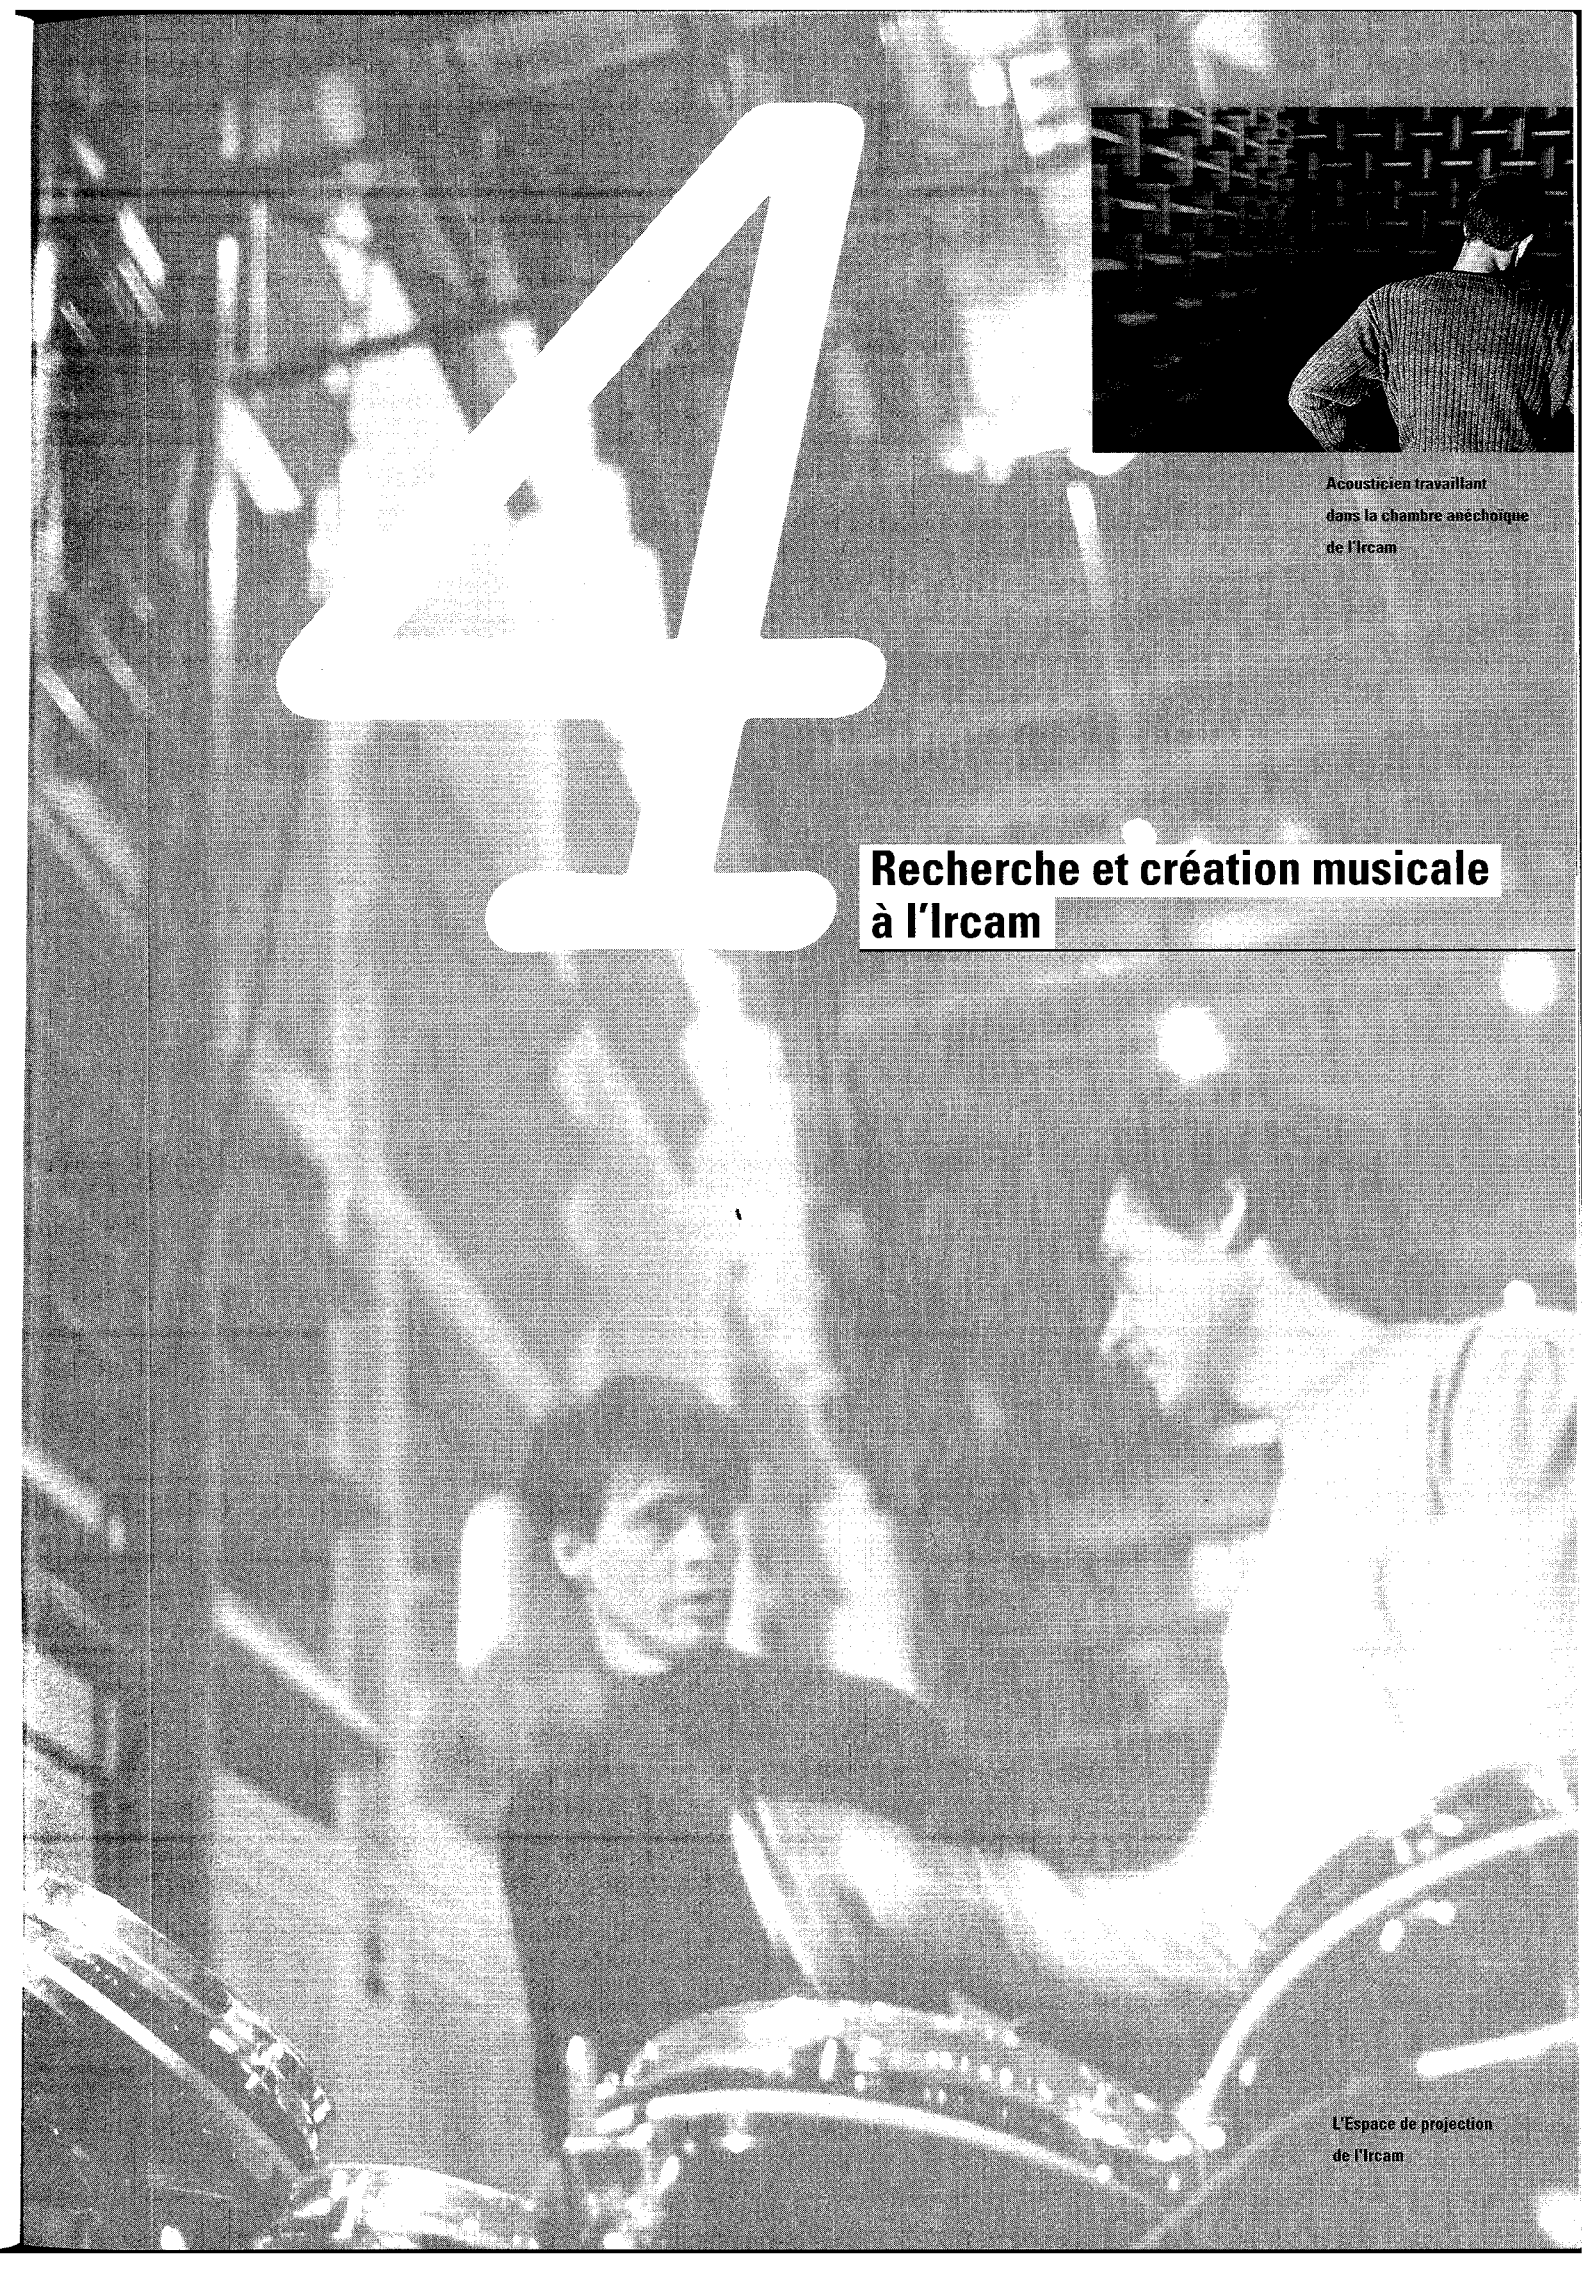 4
Acousticien travaillant
dans la chambre anéchoïque
de l'Ircam
Recherche et création musicale
à l'Ircam
L'Espace de projection
de l'Ircam